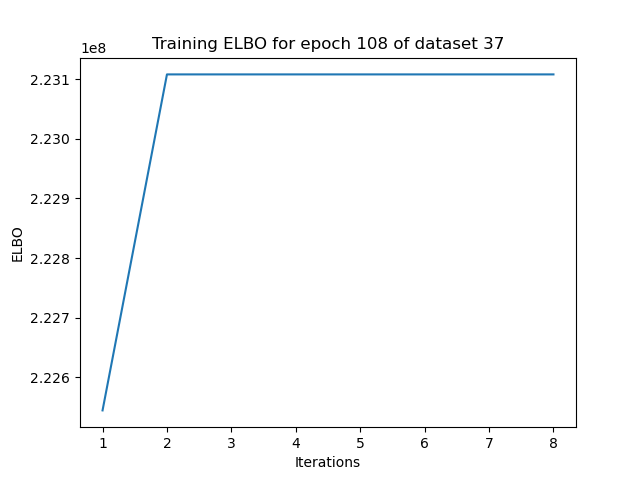 Training ELBO for epoch 108 of dataset 37
1e8
2.231
2.230
2.229
2.228
2.227
2.226
ELBO
1 2 3 4 5 6 7 8
Iterations